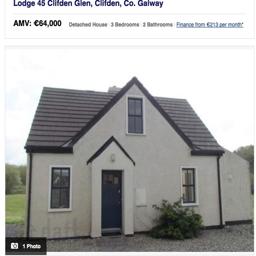 Lodge 45 Clifden Glen, Clifden, Co. Galway
AMV: €64,000 Detached House · 3 Bedrooms · 2 Bathrooms · Finance from €213 per month*
1 Photo